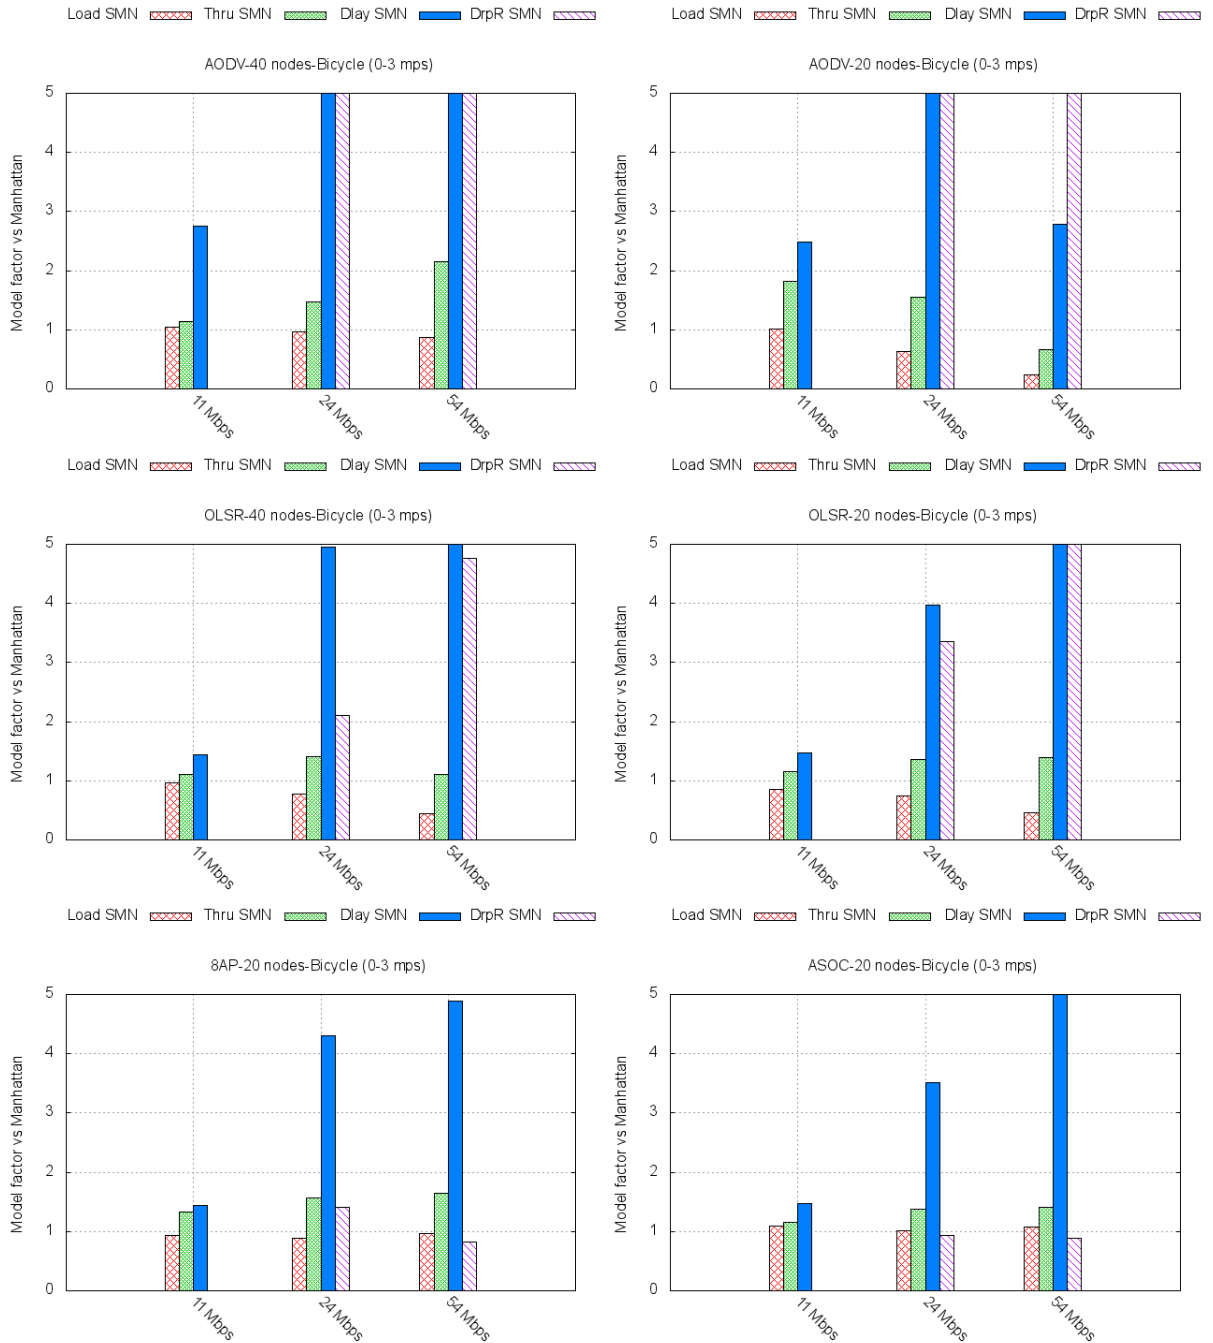 Load SMN Thru SMN Dlay SMN DrpR SMN
AODV-40 nodes-Bicycle (0-3 mps)
Model factor vs Manhattan
5
4
3
2
1
0
11 Mbps
24 Mbps
54 Mbps
Load SMN Thru SMN Dlay SMN DrpR SMN
AODV-20 nodes-Bicycle (0-3 mps)
Model factor vs Manhattan
5
4
3
2
1
0
11 Mbps
24 Mbps
54 Mbps
Load SMN Thru SMN Dlay SMN DrpR SMN
OLSR-40 nodes-Bicycle (0-3 mps)
Model factor vs Manhattan
5
4
3
2
1
0
11 Mbps
24 Mbps
54 Mbps
Load SMN Thru SMN Dlay SMN DrpR SMN
OLSR-20 nodes-Bicycle (0-3 mps)
Model factor vs Manhattan
5
4
3
2
1
0
11 Mbps
24 Mbps
54 Mbps
Load SMN Thru SMN Dlay SMN DrpR SMN
8AP-20 nodes-Bicycle (0-3 mps)
Model factor vs Manhattan
5
4
3
2
1
0
11 Mbps
24 Mbps
54 Mbps
Load SMN Thru SMN Dlay SMN DrpR SMN
ASOC-20 nodes-Bicycle (0-3 mps)
Model factor vs Manhattan
5
4
3
2
1
0
11 Mbps
24 Mbps
54 Mbps